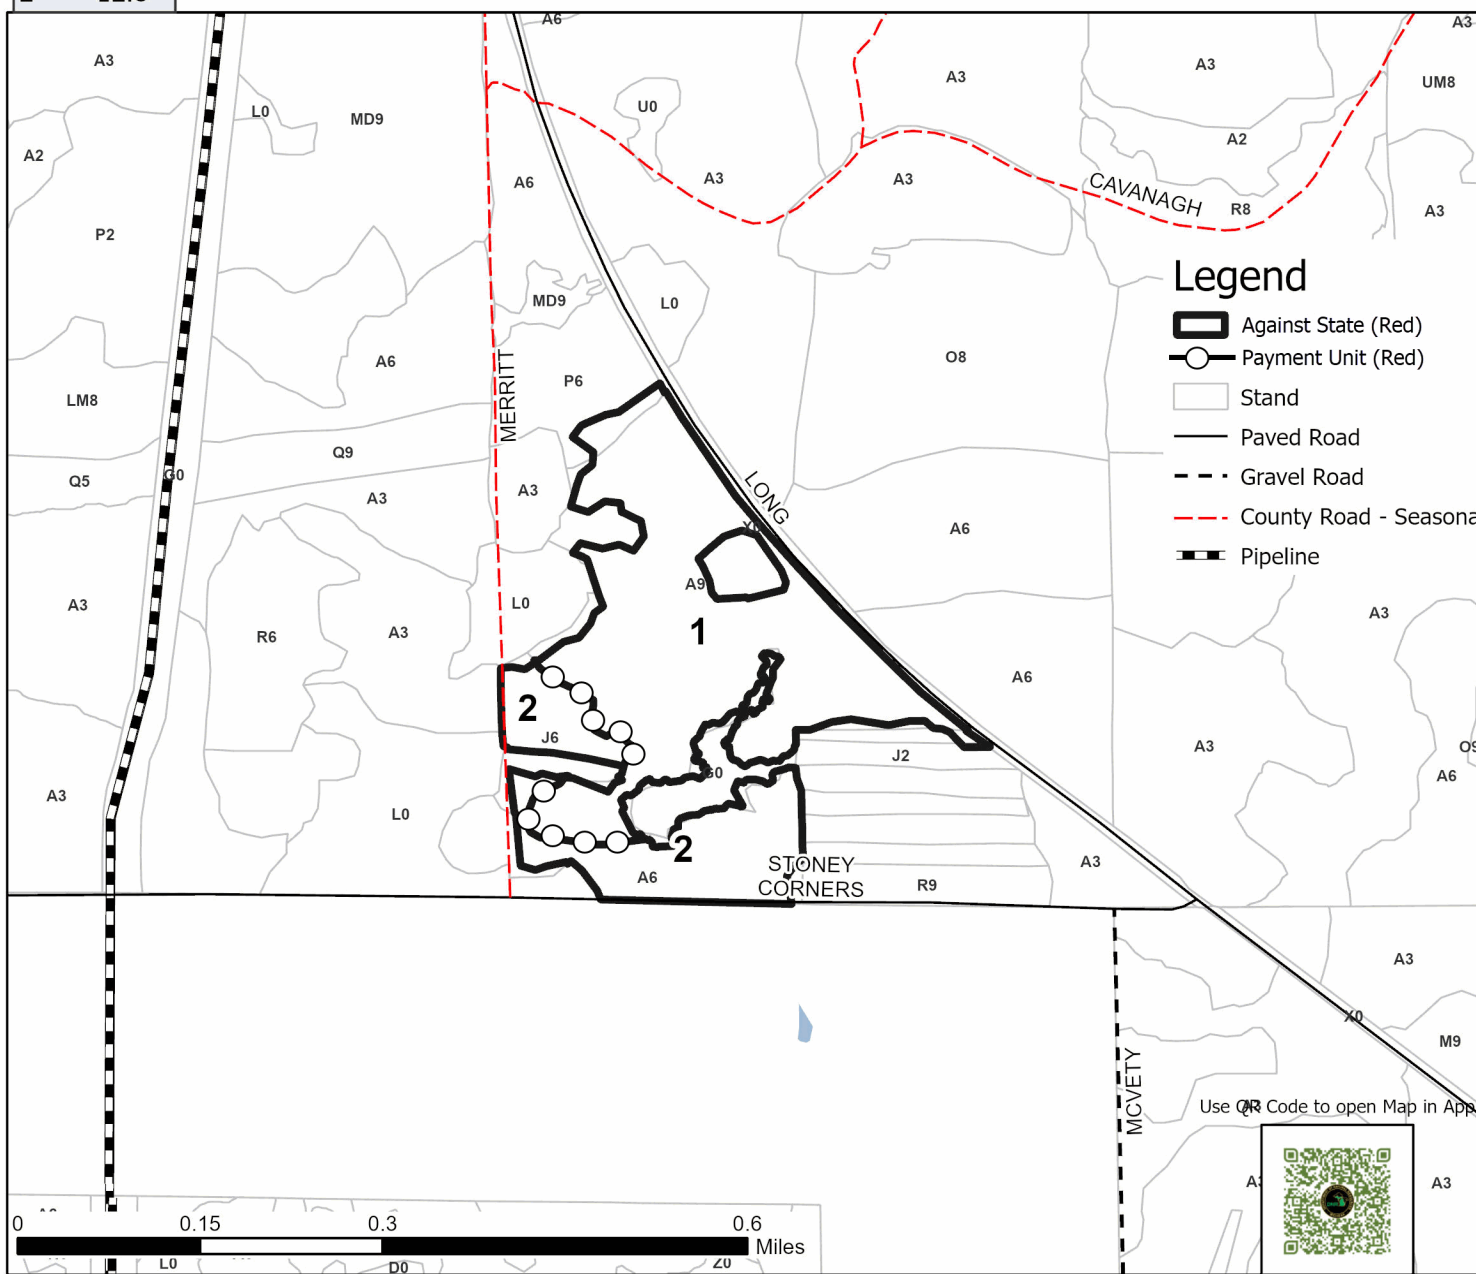 A6
A3
A3
A3
A3
UM8
L0
MD9
U0
A2
A2
A6
A3
A3
CAVANAGH
R8
A3
P2
Legend
MD9
L0
Against State (Red)
Payment Unit (Red)
O8
A6
P6
MERRITT
Stand
LM8
Paved Road
Q9
Q5
G0
Gravel Road
A3
A3
LONG
County Road - Seasona
X0
A6
Pipeline
A9
A3
L0
A3
R6
A3
1
A6
2
J6
J2
A3
A6
G0
A3
L0
2
STONEY
CORNERS
A6
R9
A3
A3
X0
M9
MCVETY
Use QR Code to open Map in App
A3
A3
A3
0 0.15 0.3 0.6
Miles
L0
D0
Z0